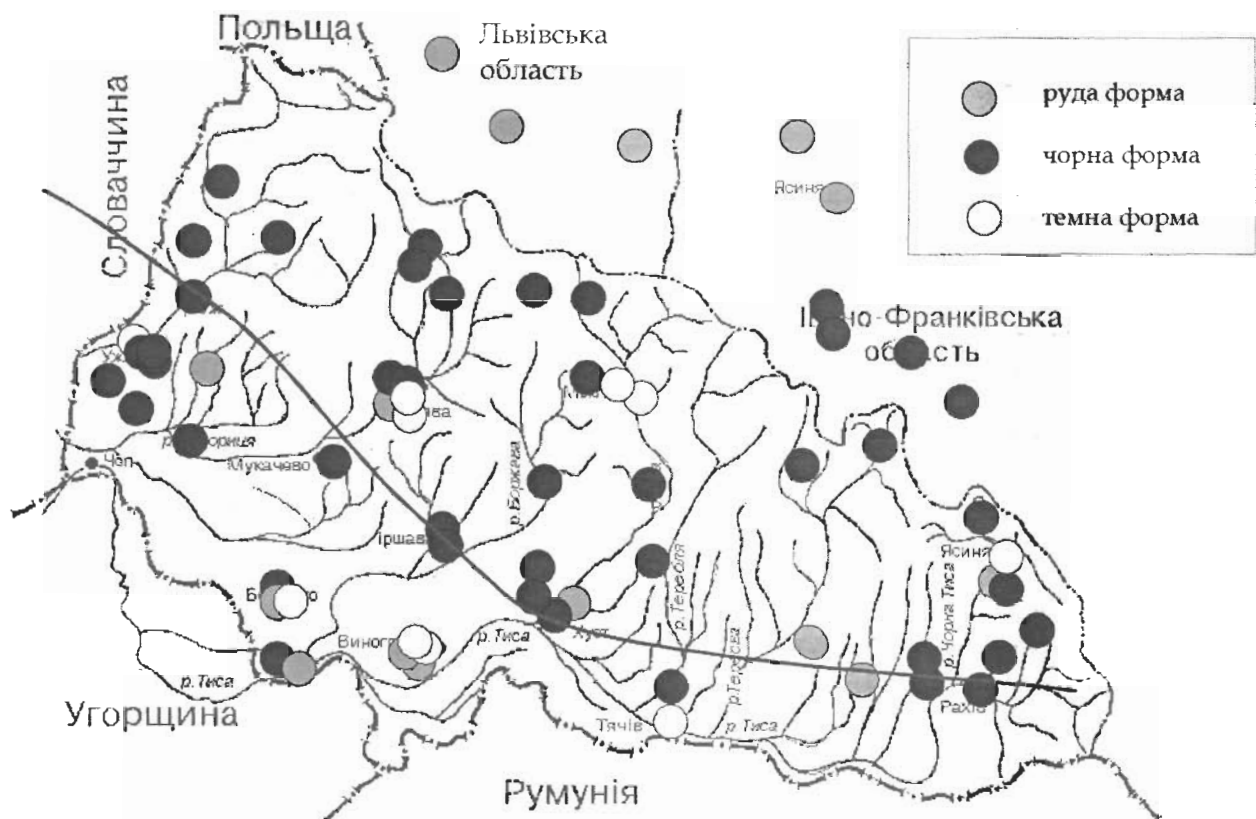 Польща
Львівська
область
руда форма
чорна форма
темна форма
Словаччина
Ясиня
Франківська
область
Чоп
Мукачево
р.Боржава
Іршава
Ясиня
р.Чорна Тиса
р.Теребля
р.Тересва
Хуст
р.Тиса
Виног
р.Тиса
Угорщина
Тячів
р.Тиса
Рахів
Румунія